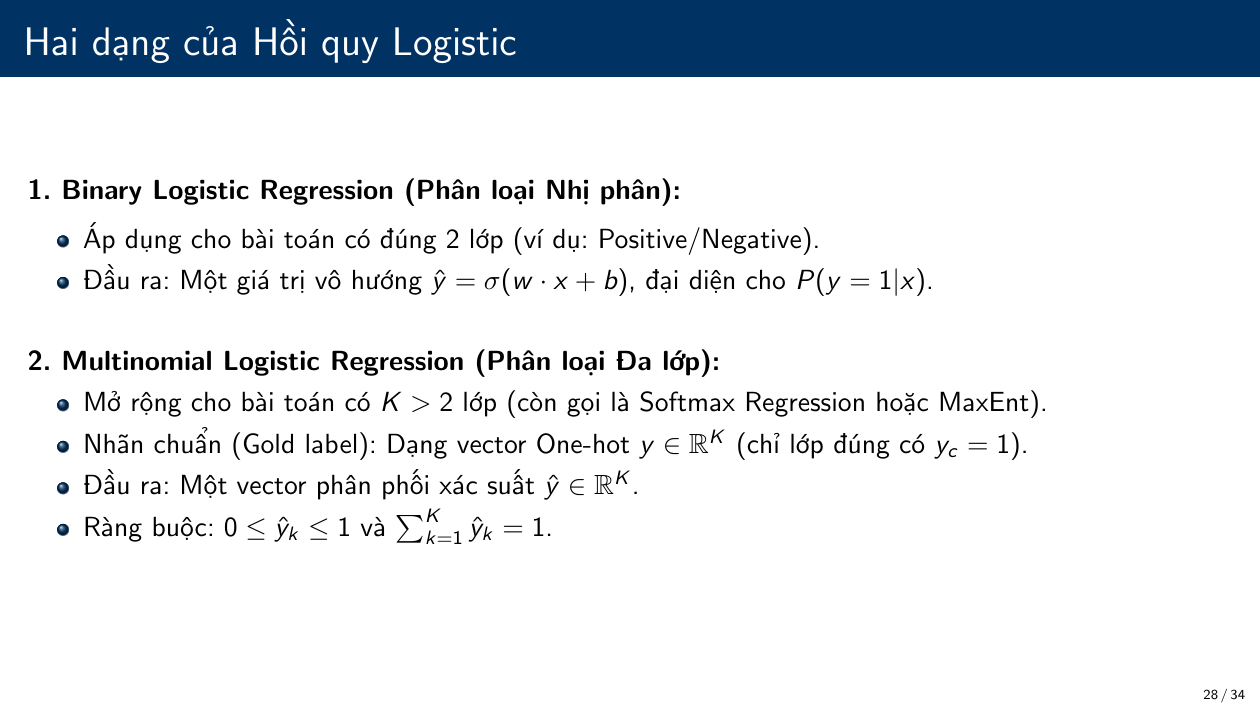 Hai dạng của Hồi quy Logistic
1. Binary Logistic Regression (Phân loại Nhị phân):
Áp dụng cho bài toán có đúng 2 lớp (ví dụ: Positive/Negative).
Đầu ra: Một giá trị vô hướng ŷ = σ(w · x + b), đại diện cho P(y = 1|x).
2. Multinomial Logistic Regression (Phân loại Đa lớp):
Mở rộng cho bài toán có K > 2 lớp (còn gọi là Softmax Regression hoặc MaxEnt).
Nhãn chuẩn (Gold label): Dạng vector One-hot y ∈ ℝ^K (chỉ lớp đúng có y_c = 1).
Đầu ra: Một vector phân phối xác suất ŷ ∈ ℝ^K.
Ràng buộc: 0 ≤ ŷ_k ≤ 1 và ∑_{k=1}^K ŷ_k = 1.
28 / 34